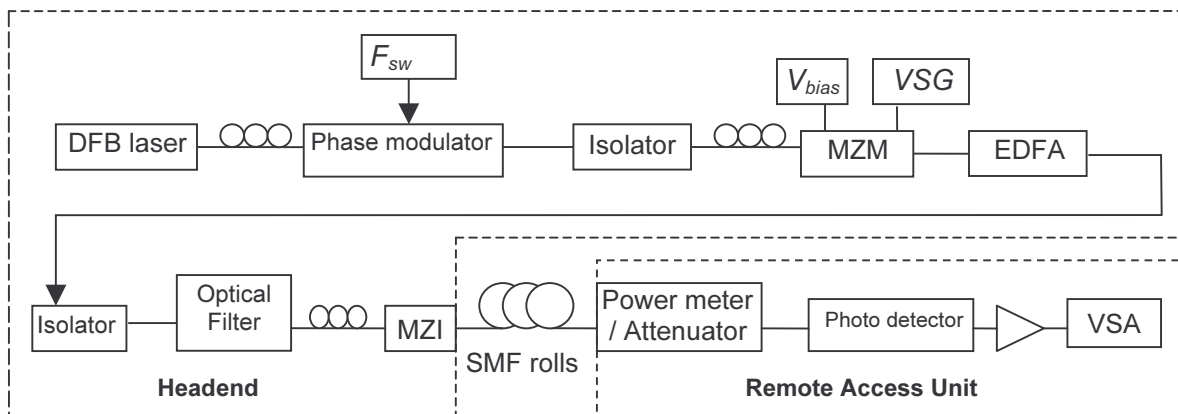 F_sw
V_bias
VSG
DFB laser
Phase modulator
Isolator
MZM
EDFA
Isolator
Optical
Filter
MZI
SMF rolls
Power meter
/ Attenuator
Photo detector
VSA
Headend
Remote Access Unit